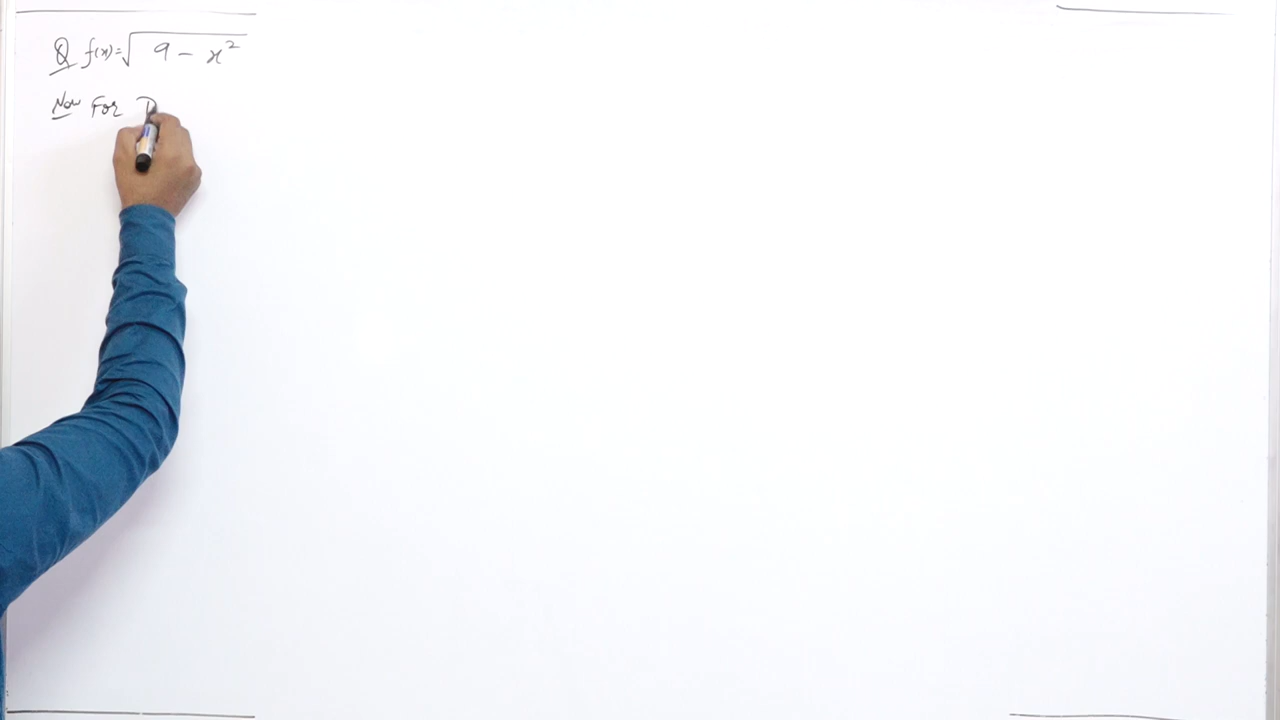 Q f(x)=√(9 - x²)
Now For D